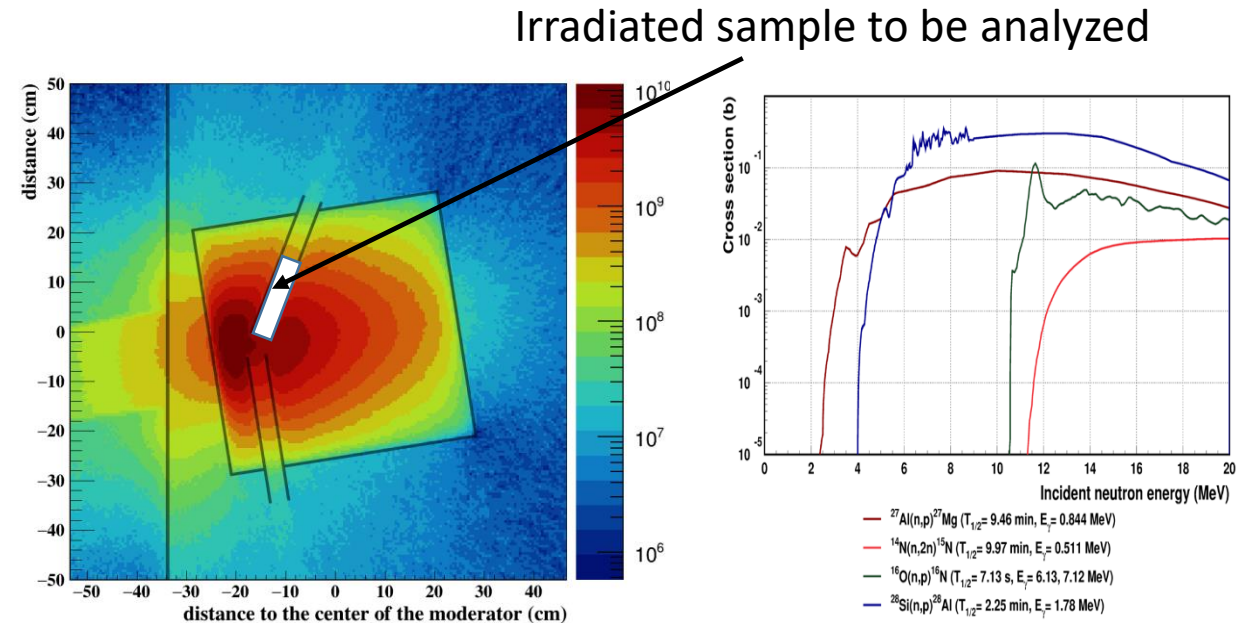 Irradiated sample to be analyzed
distance (cm)
50
40
30
20
10
0
−10
−20
−30
−40
−50
−50 −40 −30 −20 −10 0 10 20 30 40
distance to the center of the moderator (cm)
10¹⁰
10⁹
10⁸
10⁷
10⁶
Cross section (b)
10⁻¹
10⁻²
10⁻³
10⁻⁴
10⁻⁵
0 2 4 6 8 10 12 14 16 18 20
Incident neutron energy (MeV)
²⁷Al(n,p)²⁷Mg (T₁/₂= 9.46 min, Eᵧ= 0.844 MeV)
¹⁴N(n,2n)¹⁵N (T₁/₂= 9.97 min, Eᵧ= 0.511 MeV)
¹⁶O(n,p)¹⁶N (T₁/₂= 7.13 s, Eᵧ= 6.13, 7.12 MeV)
²⁸Si(n,p)²⁸Al (T₁/₂= 2.25 min, Eᵧ= 1.78 MeV)